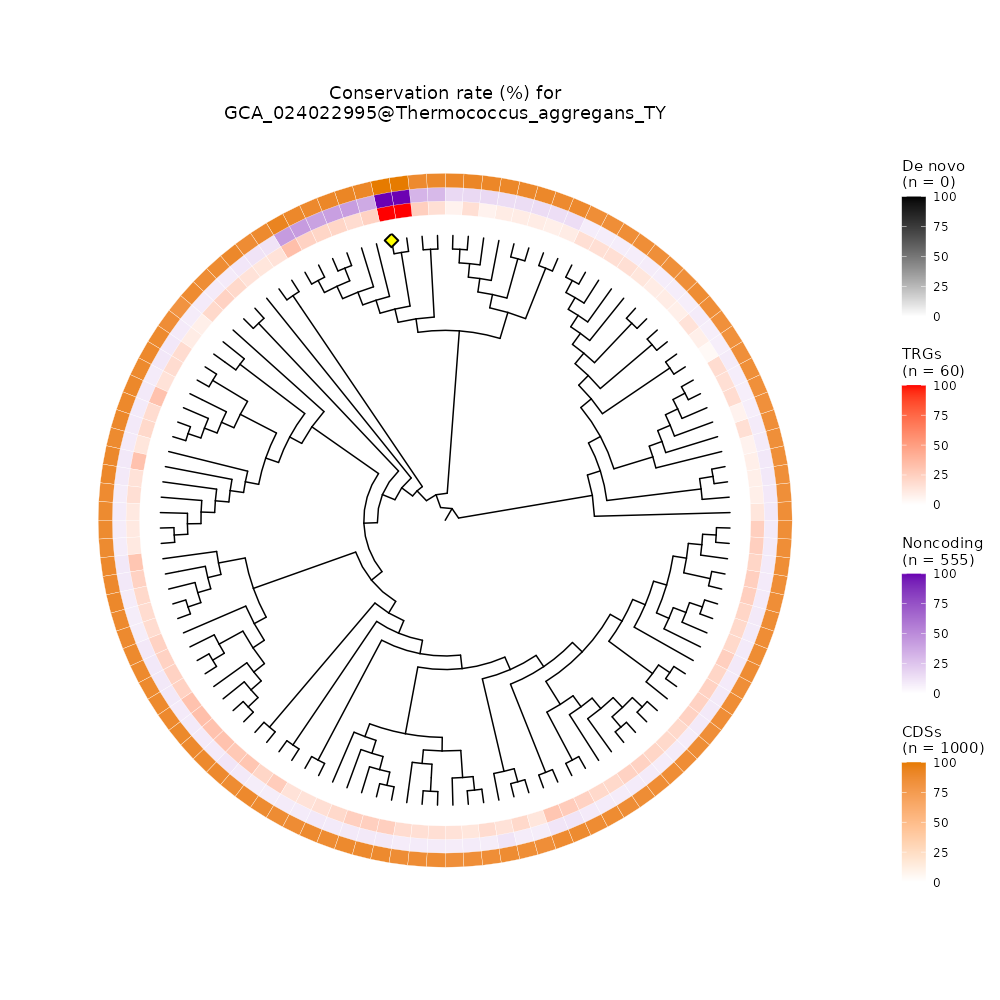 Conservation rate (%) for
GCA_024022995@Thermococcus_aggregans_TY
De novo
(n = 0)
100
75
50
25
0
TRGs
(n = 60)
100
75
50
25
0
Noncoding
(n = 555)
100
75
50
25
0
CDSs
(n = 1000)
100
75
50
25
0